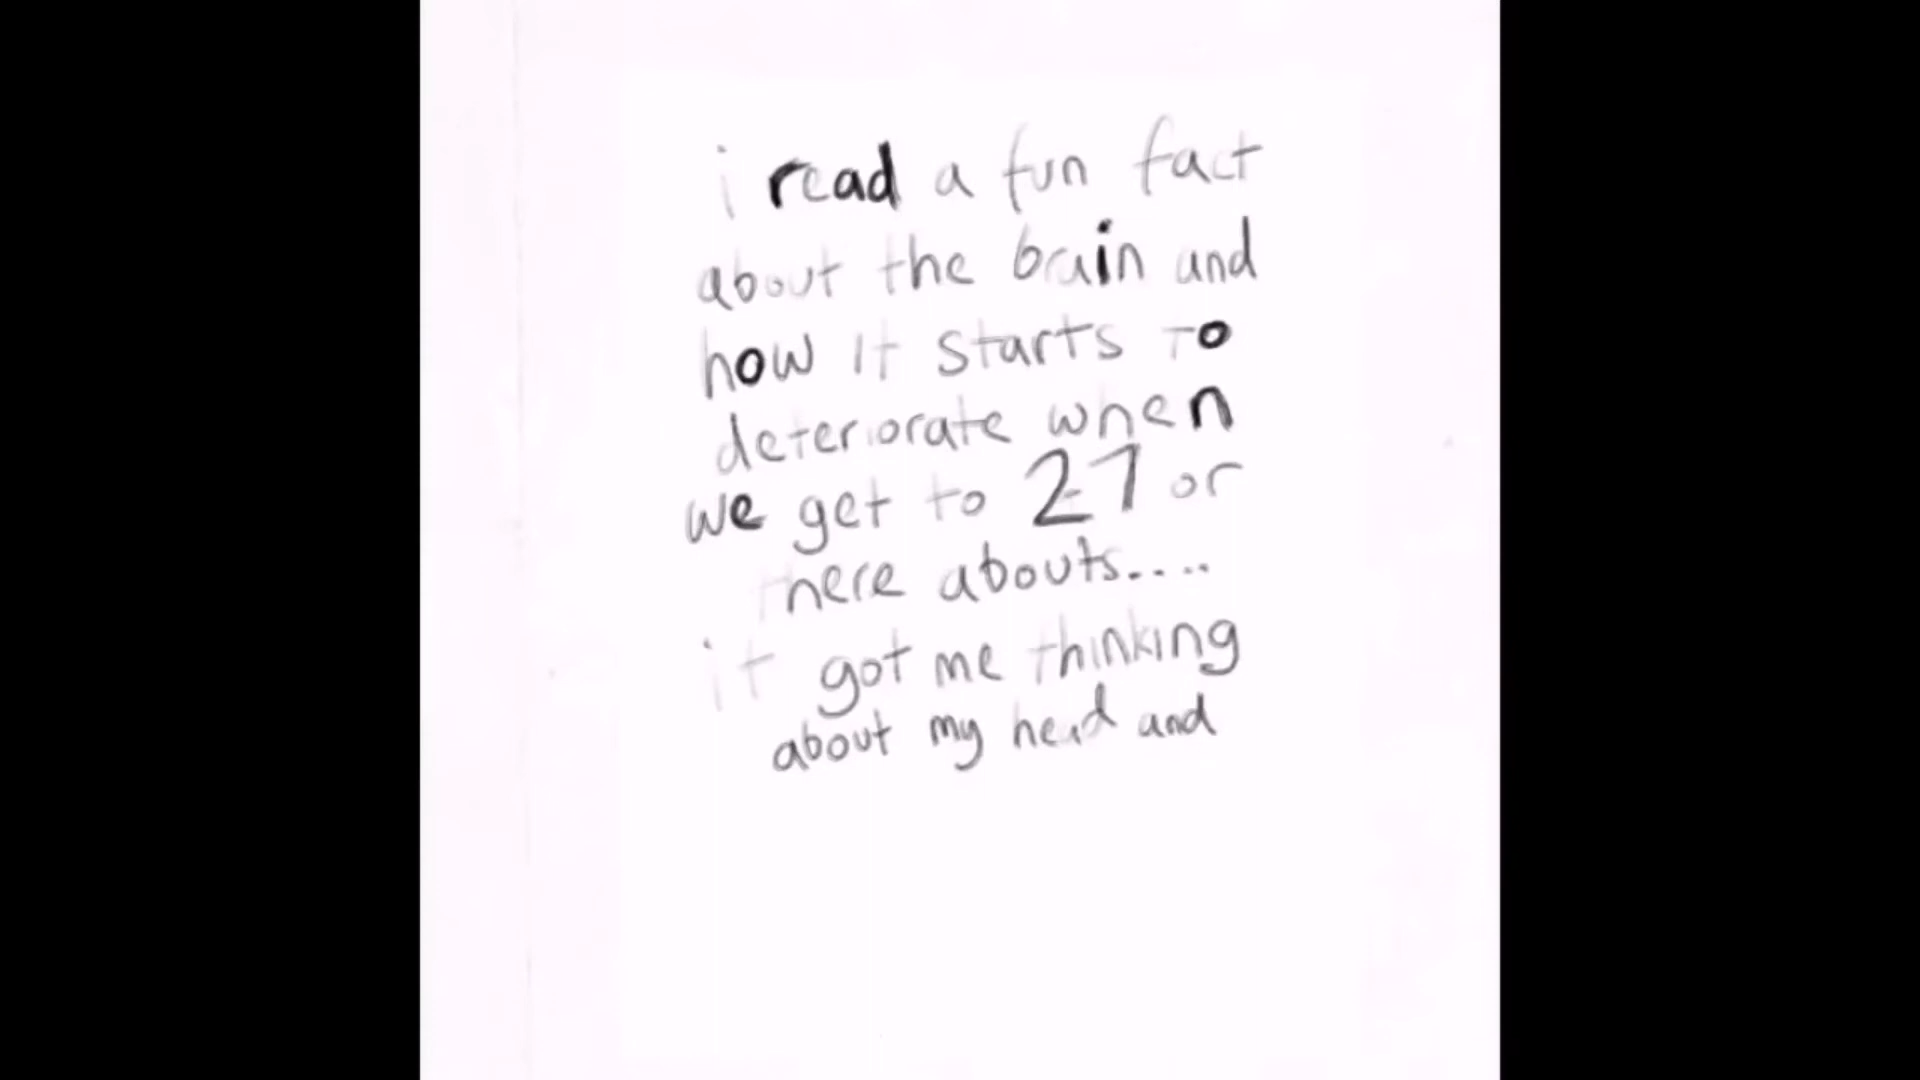 i read a fun fact
about the brain and
how it starts to
deteriorate when
we get to 27 or
there abouts....
it got me thinking
about my head and